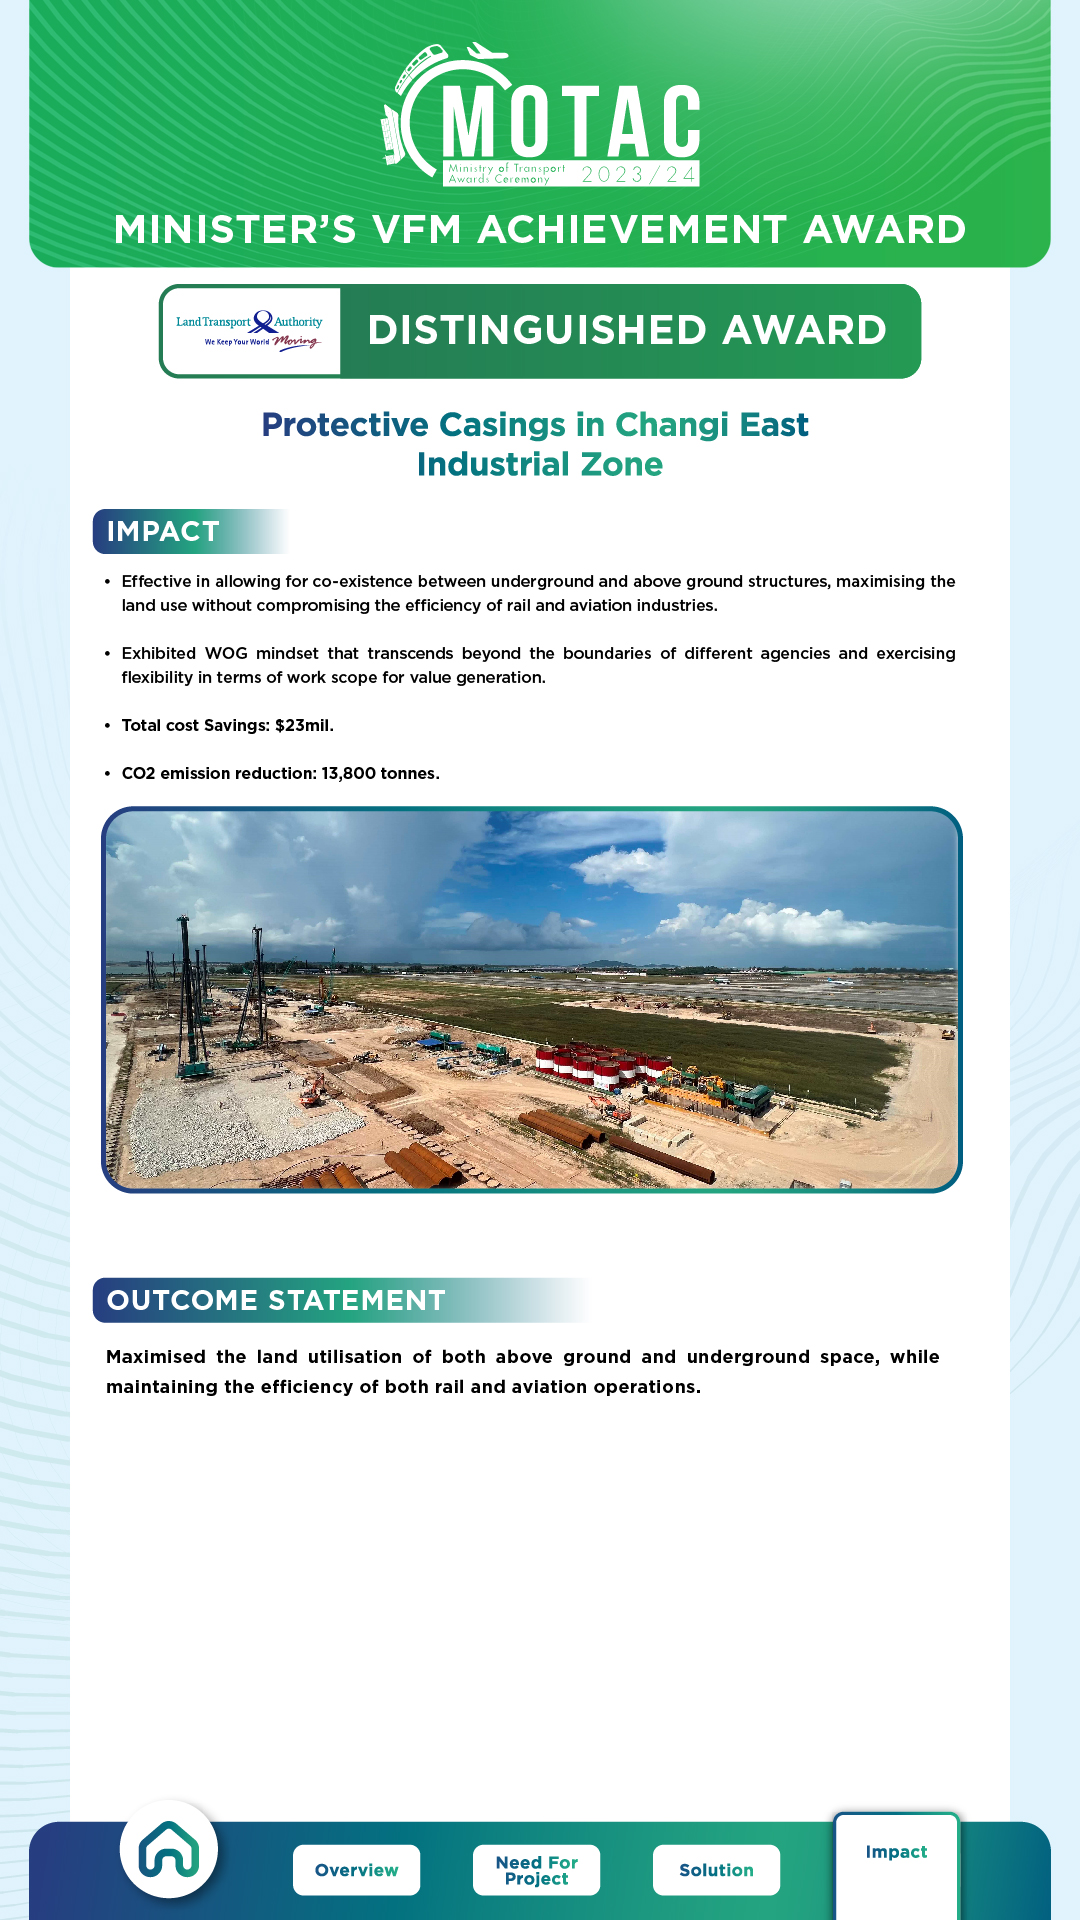 MOTAC
Ministry of Transport
Awards Ceremony
2023/24
MINISTER’S VFM ACHIEVEMENT AWARD
Land Transport Authority
We Keep Your World Moving
DISTINGUISHED AWARD
Protective Casings in Changi East
Industrial Zone
IMPACT
• Effective in allowing for co-existence between underground and above ground structures, maximising the
land use without compromising the efficiency of rail and aviation industries.
• Exhibited WOG mindset that transcends beyond the boundaries of different agencies and exercising
flexibility in terms of work scope for value generation.
• Total cost Savings: $23mil.
• CO2 emission reduction: 13,800 tonnes.
OUTCOME STATEMENT
Maximised the land utilisation of both above ground and underground space, while
maintaining the efficiency of both rail and aviation operations.
Overview
Need For
Project
Solution
Impact